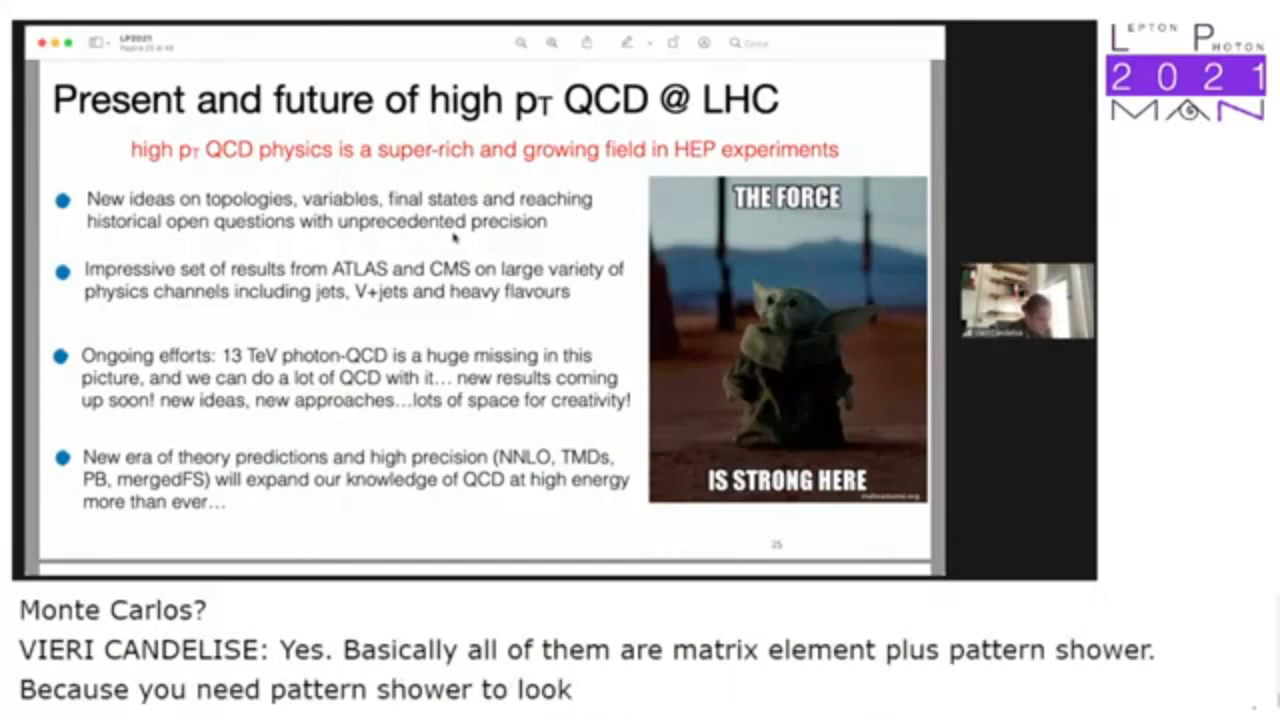 LP2021
Pagina 25 di 49
Cerca
LEPTON PHOTON
2021
MAN
Present and future of high pT QCD @ LHC
high pT QCD physics is a super-rich and growing field in HEP experiments
New ideas on topologies, variables, final states and reaching
historical open questions with unprecedented precision
Impressive set of results from ATLAS and CMS on large variety of
physics channels including jets, V+jets and heavy flavours
Ongoing efforts: 13 TeV photon-QCD is a huge missing in this
picture, and we can do a lot of QCD with it... new results coming
up soon! new ideas, new approaches...lots of space for creativity!
New era of theory predictions and high precision (NNLO, TMDs,
PB, mergedFS) will expand our knowledge of QCD at high energy
more than ever...
THE FORCE
IS STRONG HERE
25
Vieri Candelise
Monte Carlos?
VIERI CANDELISE: Yes. Basically all of them are matrix element plus pattern shower.
Because you need pattern shower to look